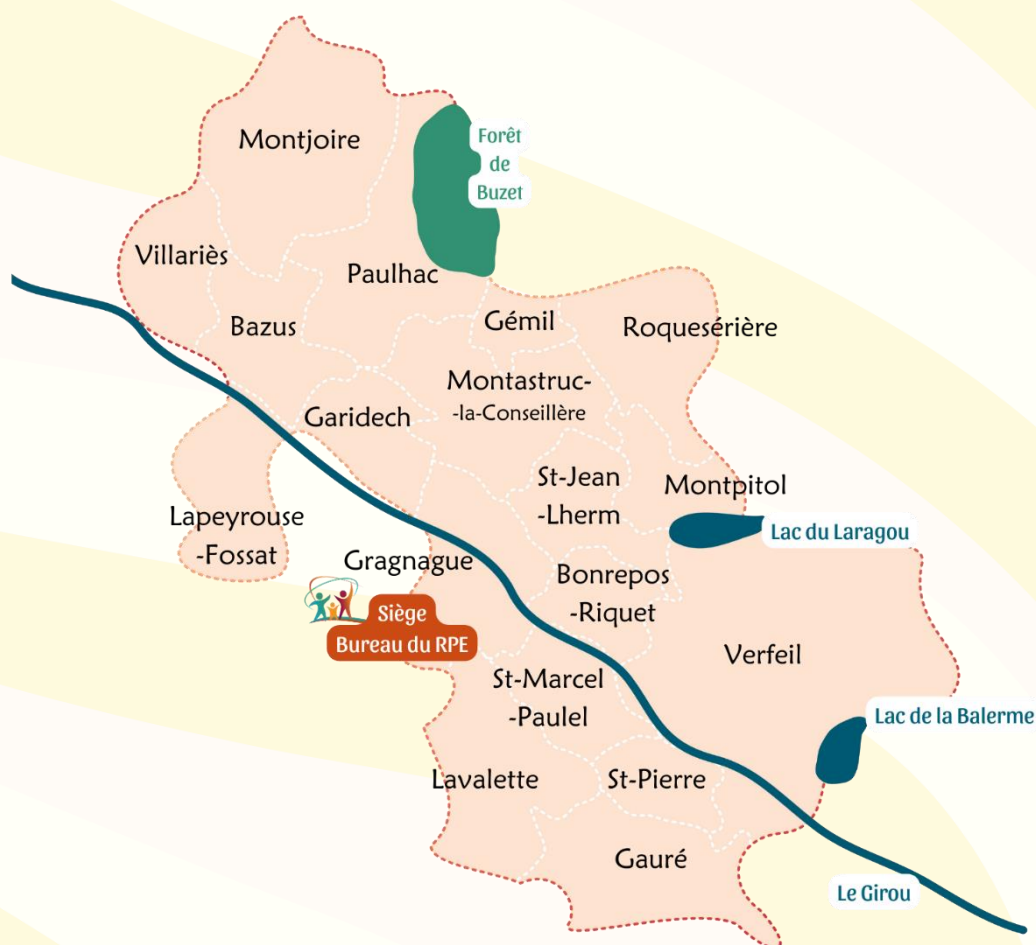 Montjoire
Forêt
de
Buzet
Villariès
Paulhac
Bazus
Gémil
Roquesérière
Montastruc-
-la-Conseillère
Garidech
St-Jean
-Lherm
Montpitol
Lapeyrouse
-Fossat
Lac du Laragou
Gragnague
Bonrepos
-Riquet
Siège
Bureau du RPE
Verfeil
St-Marcel
-Paulel
Lac de la Balerme
Lavalette
St-Pierre
Gauré
Le Girou